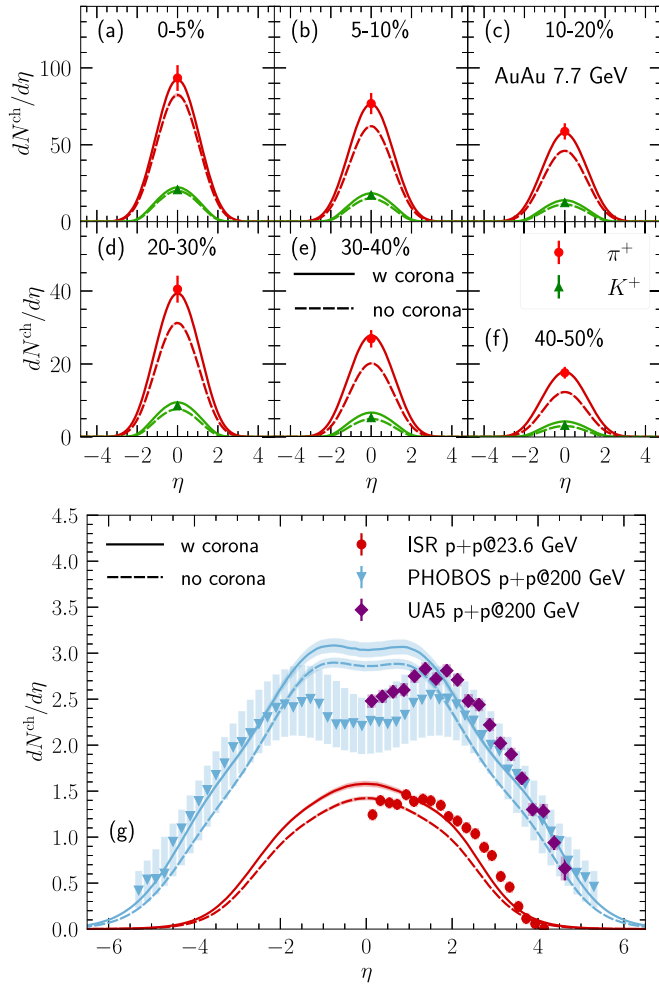 (a) 0-5%
(b) 5-10%
(c) 10-20%
AuAu 7.7 GeV
dN^ch/dη
100
50
0
(d) 20-30%
(e) 30-40%
w corona
no corona
π⁺
K⁺
(f) 40-50%
dN^ch/dη
40
20
0
−4 −2 0 2 4
−4 −2 0 2 4
−4 −2 0 2 4
η η η
4.5
4.0
3.5
3.0
2.5
2.0
1.5
1.0
0.5
0.0
dN^ch/dη
w corona
no corona
ISR p+p@23.6 GeV
PHOBOS p+p@200 GeV
UA5 p+p@200 GeV
(g)
−6 −4 −2 0 2 4 6
η